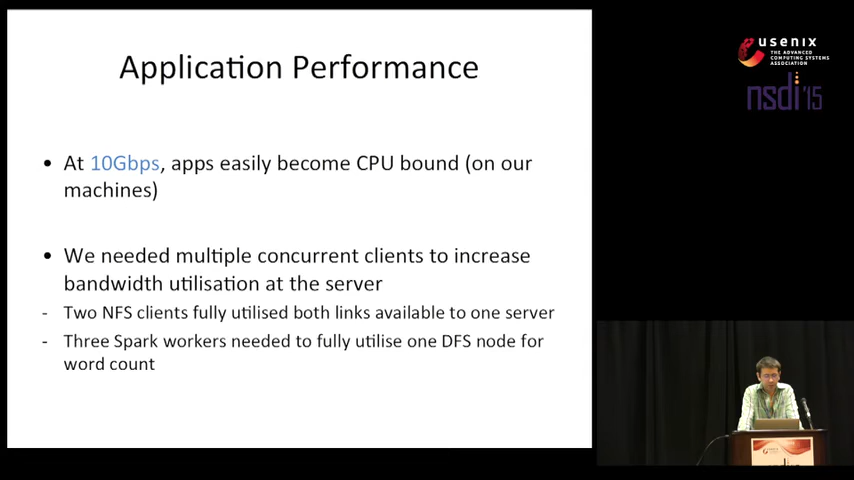 Application Performance
• At 10Gbps, apps easily become CPU bound (on our
machines)
• We needed multiple concurrent clients to increase
bandwidth utilisation at the server
- Two NFS clients fully utilised both links available to one server
- Three Spark workers needed to fully utilise one DFS node for
word count
usenix
THE ADVANCED
COMPUTING SYSTEMS
ASSOCIATION
nsdi '15